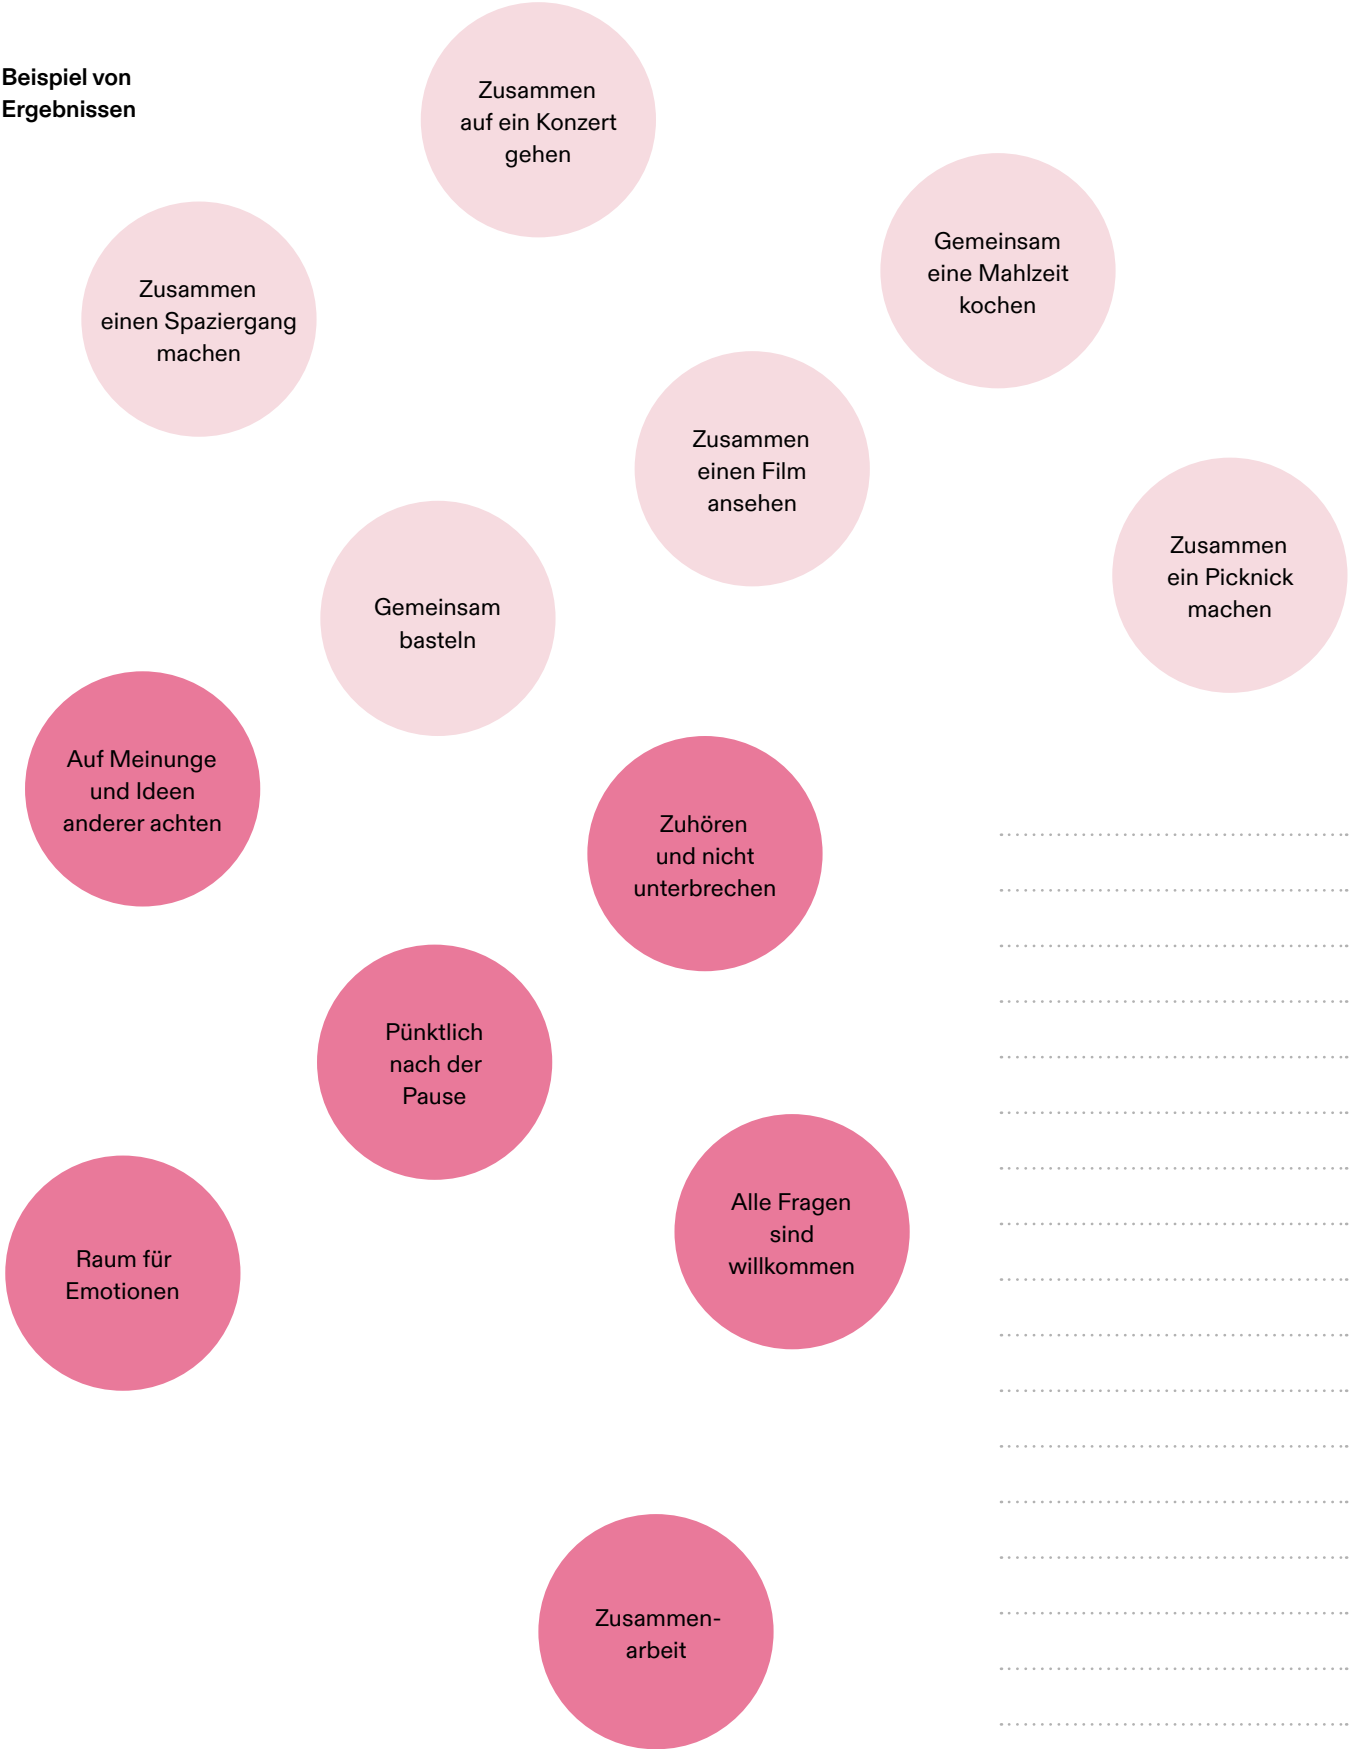 Beispiel von
Ergebnissen
Zusammen
auf ein Konzert
gehen
Gemeinsam
eine Mahlzeit
kochen
Zusammen
einen Spaziergang
machen
Zusammen
einen Film
ansehen
Zusammen
ein Picknick
machen
Gemeinsam
basteln
Auf Meinunge
und Ideen
anderer achten
Zuhören
und nicht
unterbrechen
Pünktlich
nach der
Pause
Alle Fragen
sind
willkommen
Raum für
Emotionen
Zusammen-
arbeit